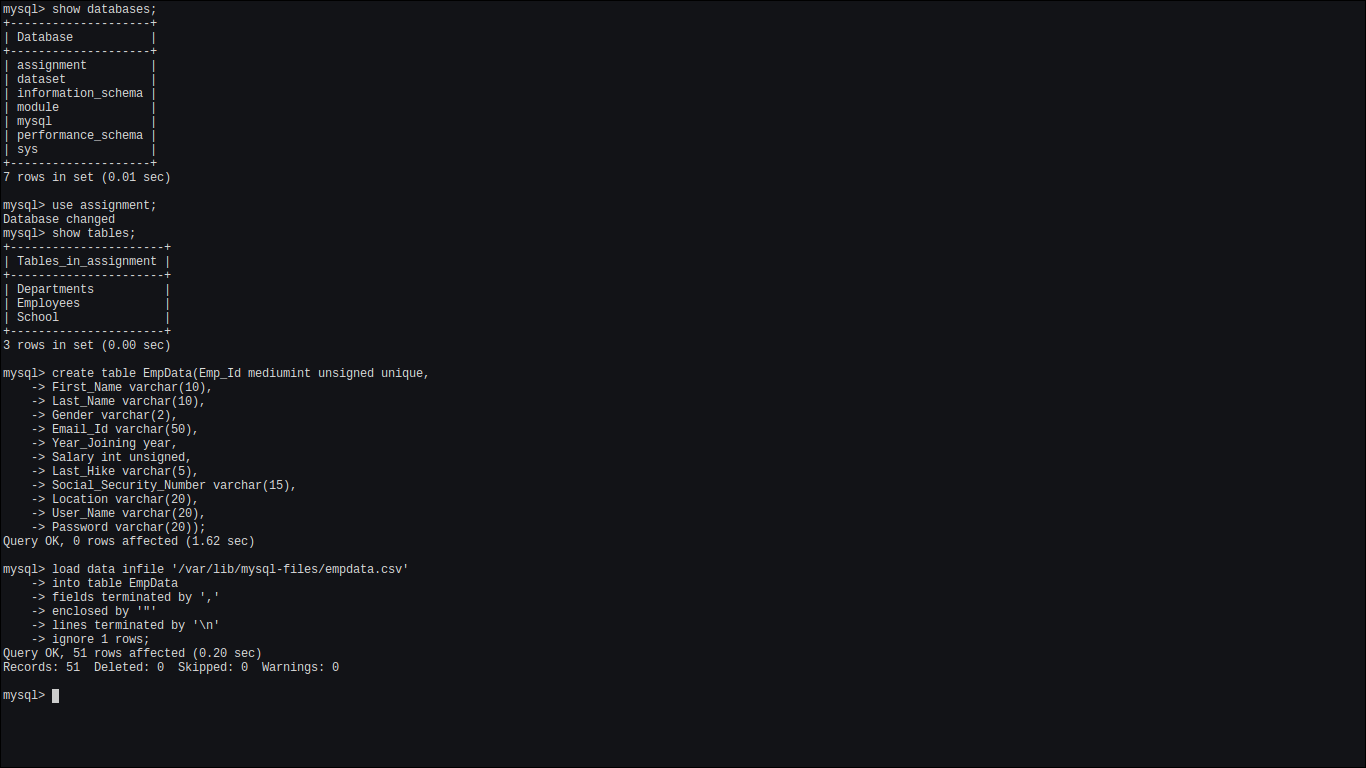 mysql> show databases;
+--------------------+
| Database           |
+--------------------+
| assignment         |
| dataset            |
| information_schema |
| module             |
| mysql              |
| performance_schema |
| sys                |
+--------------------+
7 rows in set (0.01 sec)

mysql> use assignment;
Database changed
mysql> show tables;
+----------------------+
| Tables_in_assignment |
+----------------------+
| Departments          |
| Employees            |
| School               |
+----------------------+
3 rows in set (0.00 sec)

mysql> create table EmpData(Emp_Id mediumint unsigned unique,
    -> First_Name varchar(10),
    -> Last_Name varchar(10),
    -> Gender varchar(2),
    -> Email_Id varchar(50),
    -> Year_Joining year,
    -> Salary int unsigned,
    -> Last_Hike varchar(5),
    -> Social_Security_Number varchar(15),
    -> Location varchar(20),
    -> User_Name varchar(20),
    -> Password varchar(20));
Query OK, 0 rows affected (1.62 sec)

mysql> load data infile '/var/lib/mysql-files/empdata.csv'
    -> into table EmpData
    -> fields terminated by ','
    -> enclosed by '"'
    -> lines terminated by '\n'
    -> ignore 1 rows;
Query OK, 51 rows affected (0.20 sec)
Records: 51  Deleted: 0  Skipped: 0  Warnings: 0

mysql>